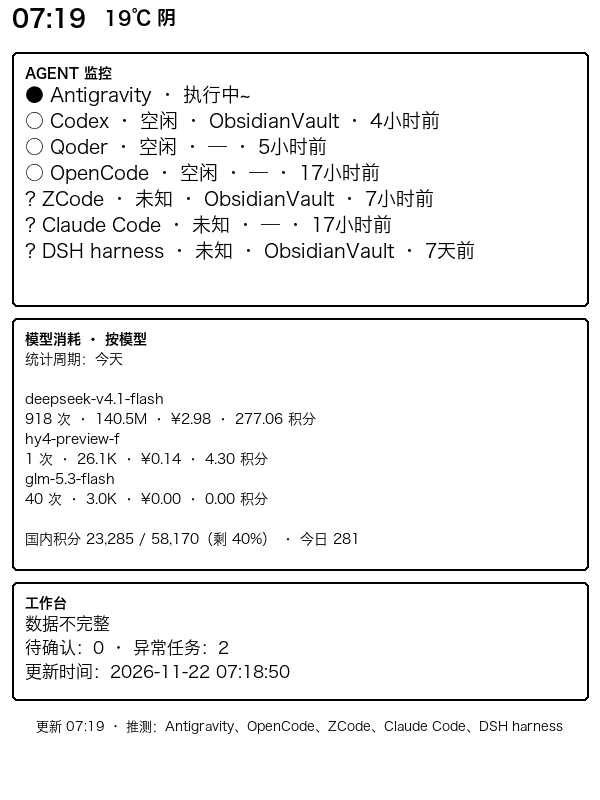 07:19 19℃ 阴
AGENT 监控
● Antigravity · 执行中~
○ Codex · 空闲 · ObsidianVault · 4小时前
○ Qoder · 空闲 · — · 5小时前
○ OpenCode · 空闲 · — · 17小时前
? ZCode · 未知 · ObsidianVault · 7小时前
? Claude Code · 未知 · — · 17小时前
? DSH harness · 未知 · ObsidianVault · 7天前
模型消耗 · 按模型
统计周期：今天
deepseek-v4.1-flash
918 次 · 140.5M · ¥2.98 · 277.06 积分
hy4-preview-f
1 次 · 26.1K · ¥0.14 · 4.30 积分
glm-5.3-flash
40 次 · 3.0K · ¥0.00 · 0.00 积分
国内积分 23,285 / 58,170（剩 40%） · 今日 281
工作台
数据不完整
待确认：0 · 异常任务：2
更新时间：2026-11-22 07:18:50
更新 07:19 · 推测：Antigravity、OpenCode、ZCode、Claude Code、DSH harness